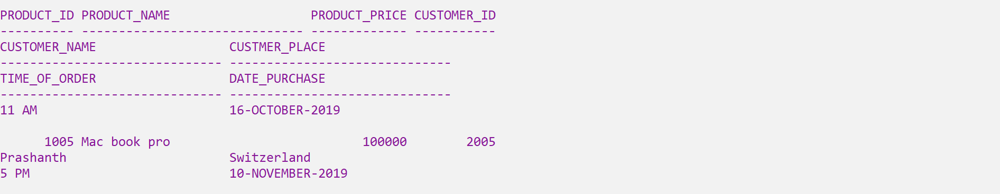 PRODUCT_ID PRODUCT_NAME                   PRODUCT_PRICE CUSTOMER_ID
---------- ------------------------------ ------------- -----------
CUSTOMER_NAME                  CUSTMER_PLACE
------------------------------ ------------------------------
TIME_OF_ORDER                  DATE_PURCHASE
------------------------------ ------------------------------
11 AM                          16-OCTOBER-2019
      1005 Mac book pro                          100000        2005
Prashanth                      Switzerland
5 PM                           10-NOVEMBER-2019